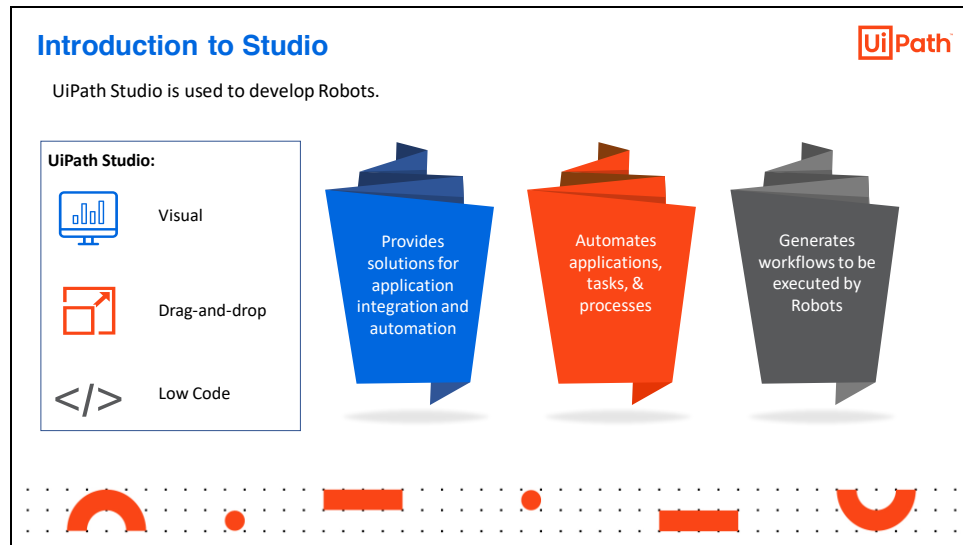 Introduction to Studio
UiPath
UiPath Studio is used to develop Robots.
UiPath Studio:
Visual
Drag-and-drop
</>
Low Code
Provides
solutions for
application
integration and
automation
Automates
applications,
tasks, &
processes
Generates
workflows to be
executed by
Robots